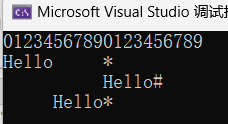 Microsoft Visual Studio 调试
01234567890123456789
Hello     *
          Hello#
     Hello*